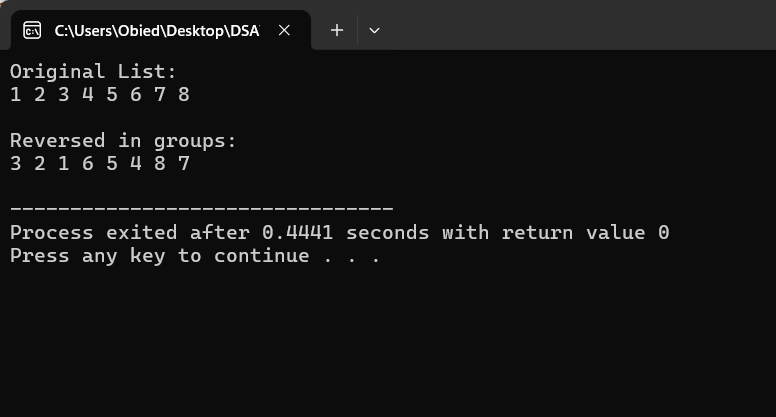 C:\Users\Obied\Desktop\DSA
Original List:
1 2 3 4 5 6 7 8
Reversed in groups:
3 2 1 6 5 4 8 7
--------------------------------
Process exited after 0.4441 seconds with return value 0
Press any key to continue . . .